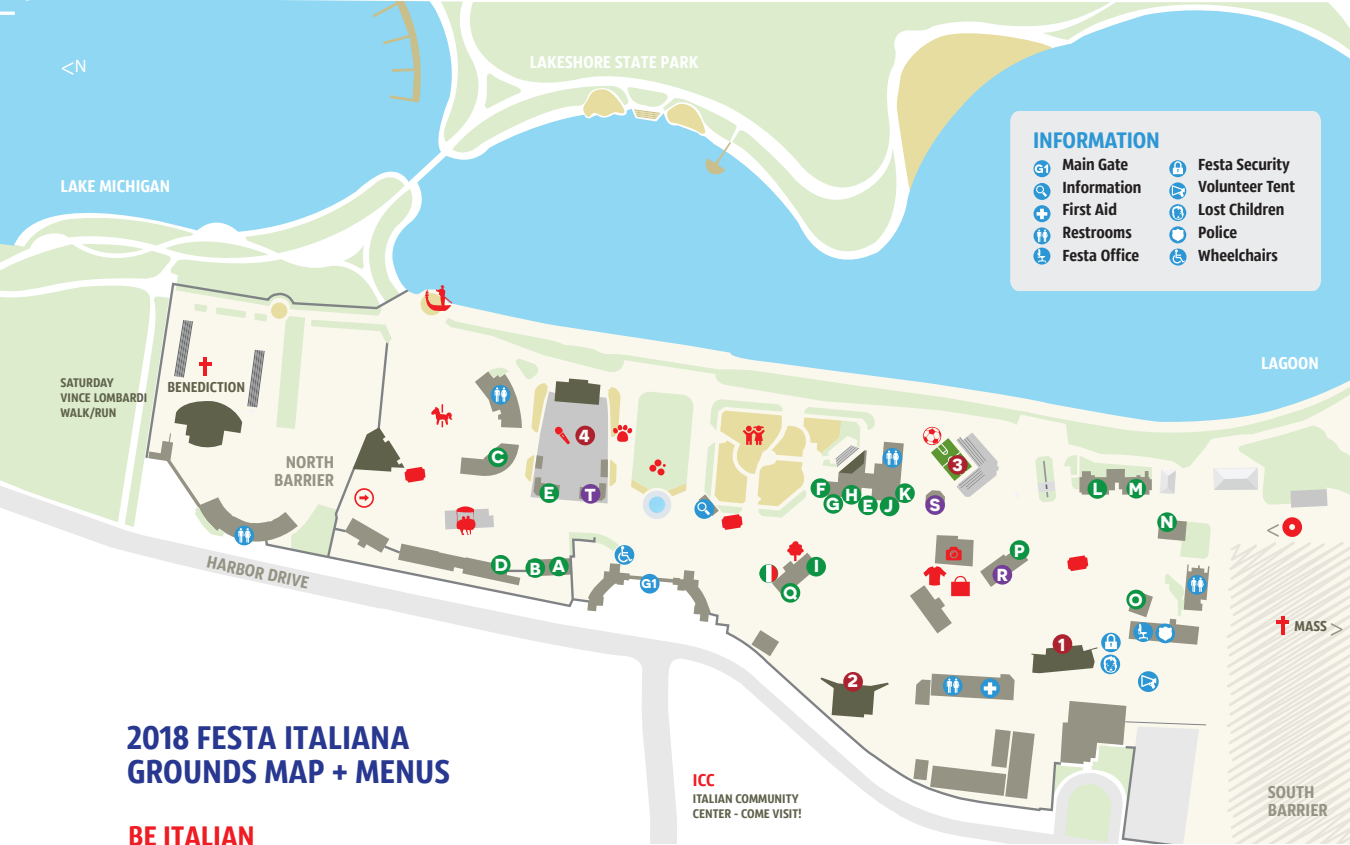 <N
LAKESHORE STATE PARK
INFORMATION
G1 Main Gate
Information
First Aid
Restrooms
Festa Office
Festa Security
Volunteer Tent
Lost Children
Police
Wheelchairs
LAKE MICHIGAN
LAGOON
SATURDAY
VINCE LOMBARDI
WALK/RUN
BENEDICTION
NORTH
BARRIER
4
C
E
T
3
F
G
H
E
J
K
S
L
M
N
D
B
A
G1
I
Q
P
R
O
<
HARBOR DRIVE
MASS >
1
2
2018 FESTA ITALIANA
GROUNDS MAP + MENUS
BE ITALIAN
ICC
ITALIAN COMMUNITY
CENTER - COME VISIT!
SOUTH
BARRIER